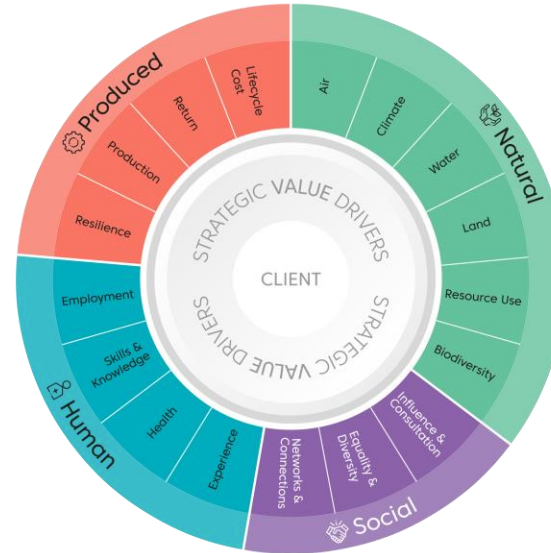 Produced
Lifecycle
Cost
Return
Production
Resilience
Natural
Air
Climate
Water
Land
Resource Use
Biodiversity
Social
Influence &
Consultation
Equality &
Diversity
Networks &
Connections
Human
Experience
Health
Skills &
Knowledge
Employment
STRATEGIC VALUE DRIVERS
CLIENT
STRATEGIC VALUE DRIVERS